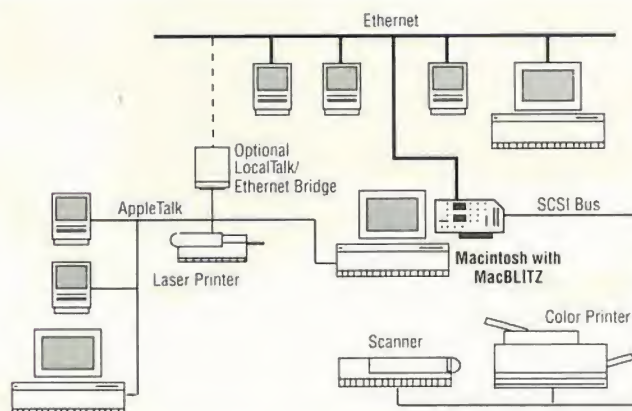 Ethernet
Optional
LocalTalk/
Ethernet Bridge
AppleTalk
SCSI Bus
Laser Printer
Macintosh with
MacBLITZ
Color Printer
Scanner